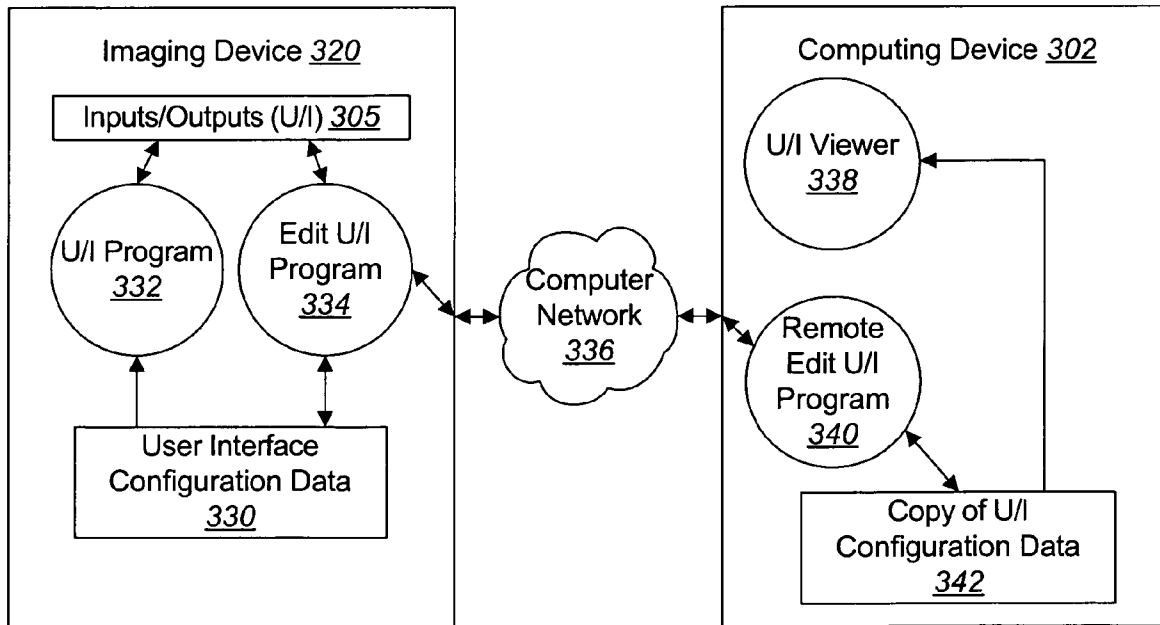 Imaging Device 320
Inputs/Outputs (U/I) 305
U/I Program
332
Edit U/I
Program
334
User Interface
Configuration Data
330
Computer
Network
336
Computing Device 302
U/I Viewer
338
Remote
Edit U/I
Program
340
Copy of U/I
Configuration Data
342